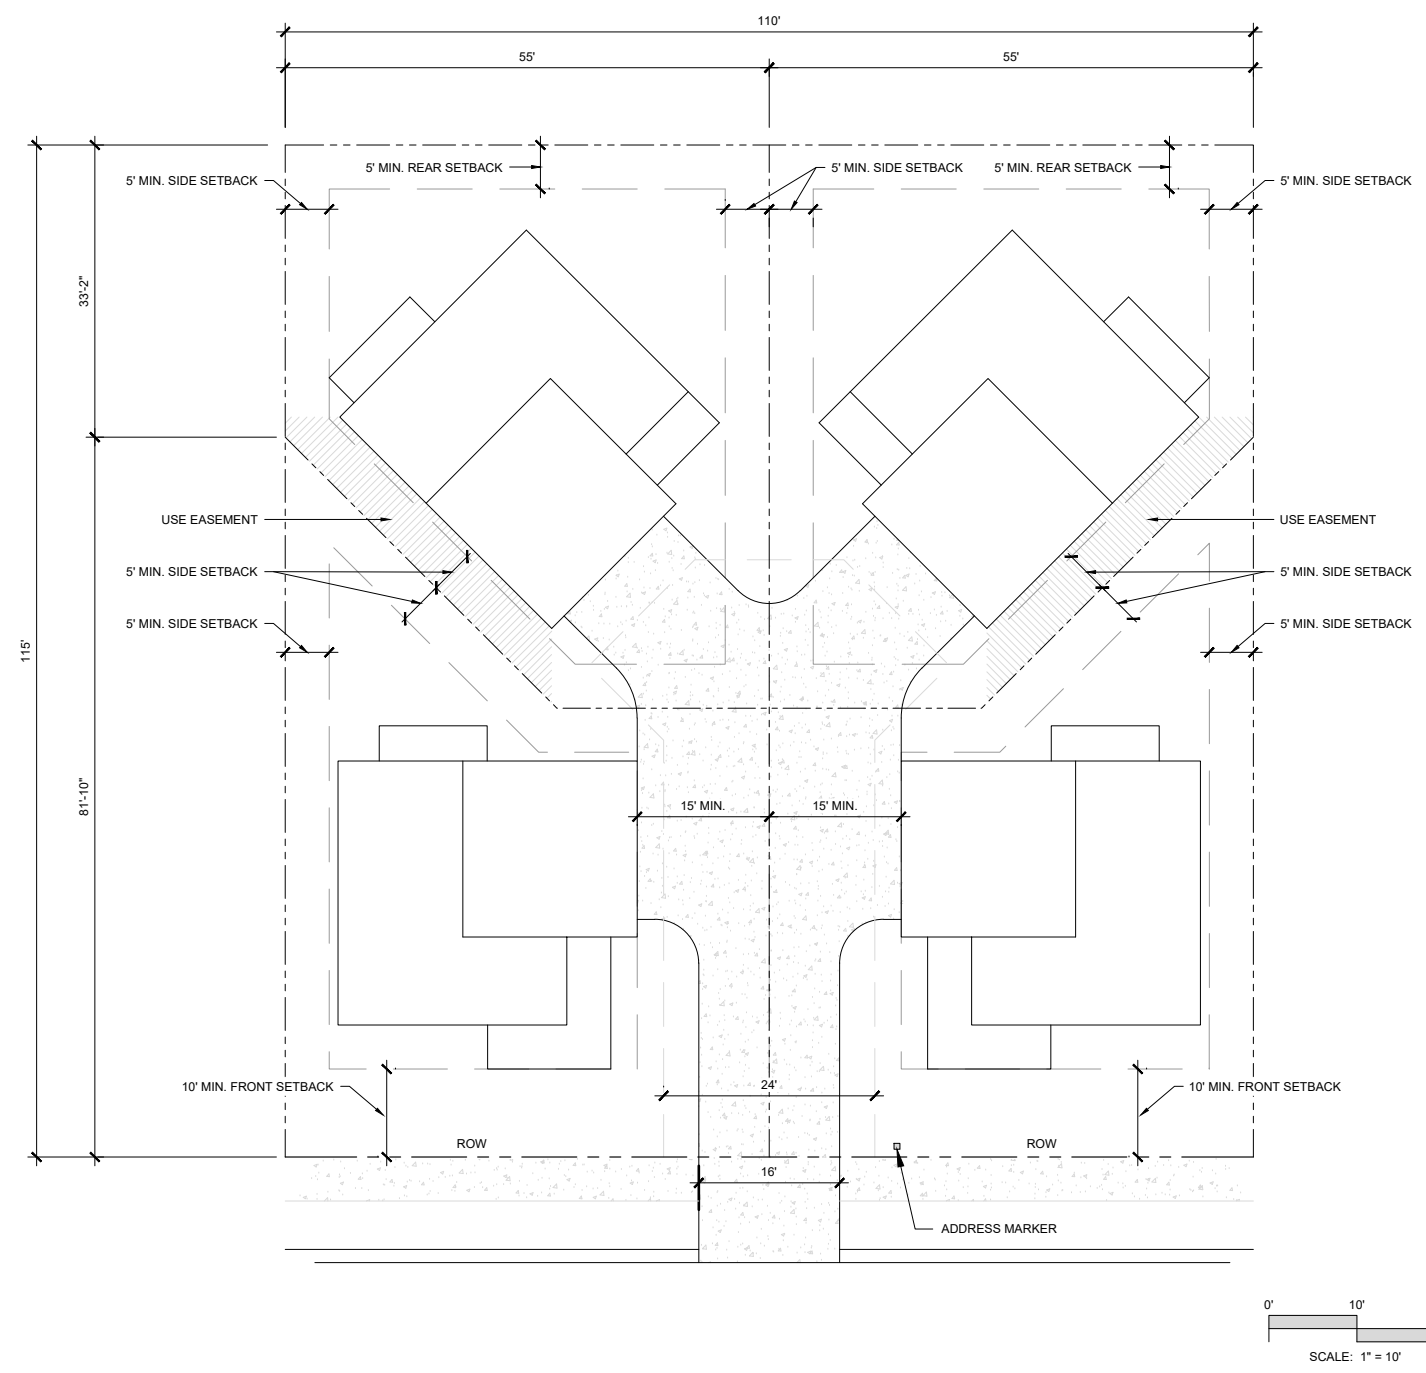 110'
55'
55'
5' MIN. REAR SETBACK
5' MIN. SIDE SETBACK
5' MIN. REAR SETBACK
5' MIN. SIDE SETBACK
5' MIN. SIDE SETBACK
33'-2"
USE EASEMENT
USE EASEMENT
5' MIN. SIDE SETBACK
5' MIN. SIDE SETBACK
5' MIN. SIDE SETBACK
5' MIN. SIDE SETBACK
115'
81'-10"
15' MIN.
15' MIN.
10' MIN. FRONT SETBACK
24'
10' MIN. FRONT SETBACK
ROW
ROW
16'
ADDRESS MARKER
0'
10'
SCALE: 1" = 10'